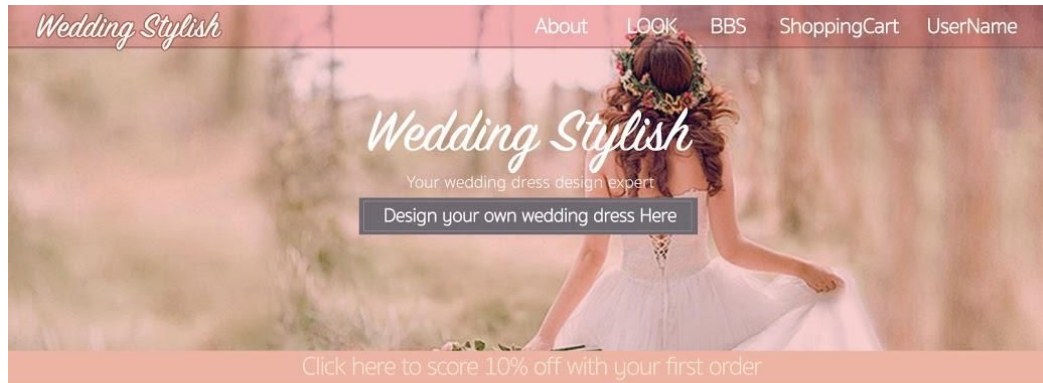 Wedding Stylish
About LOOK BBS ShoppingCart UserName
Wedding Stylish
Your wedding dress design expert
Design your own wedding dress Here
Click here to score 10% off with your first order